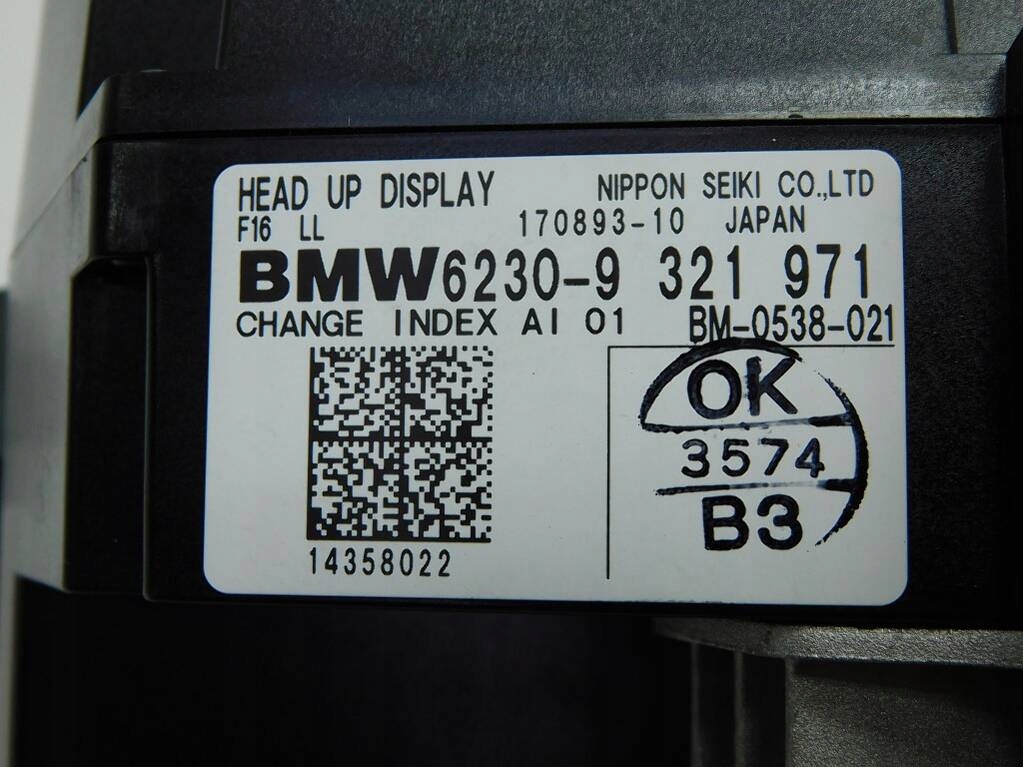 HEAD UP DISPLAY NIPPON SEIKI CO.,LTD
F16 LL 170893-10 JAPAN
BMW6230-9 321 971
CHANGE INDEX AI 01 BM-0538-021
OK
3574
B3
14358022